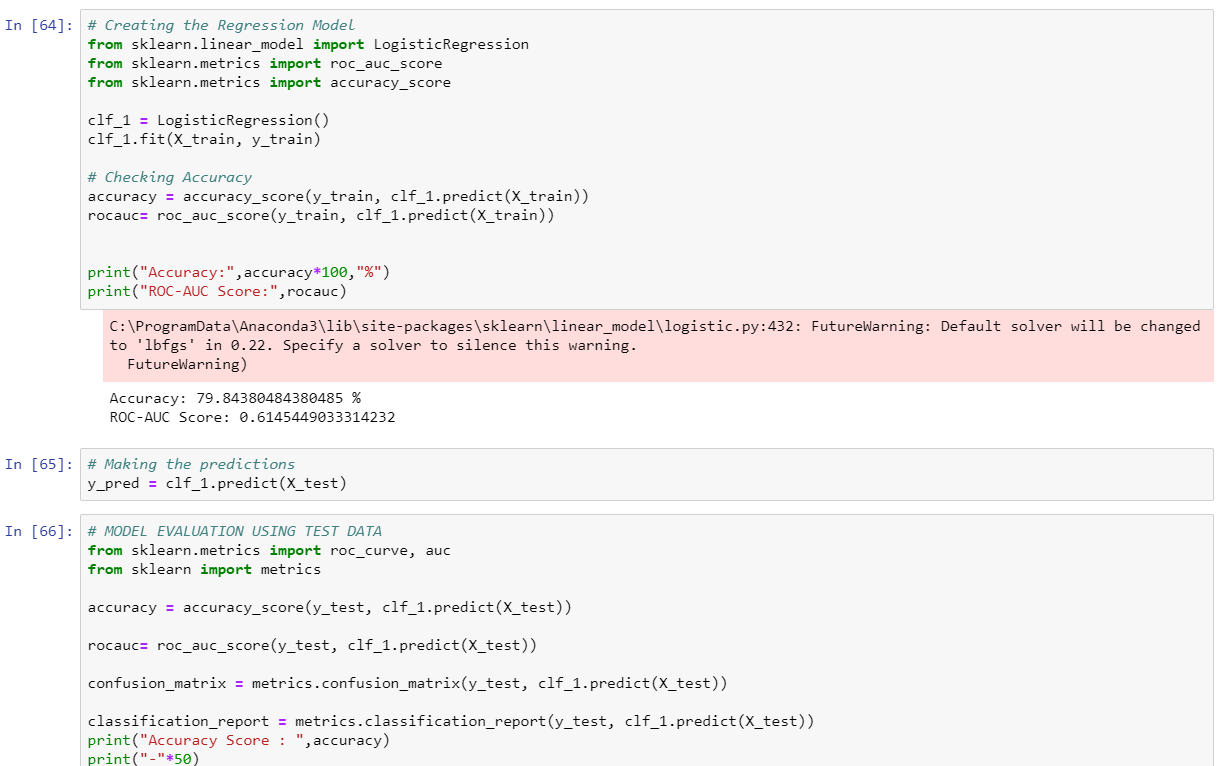 In [64]: # Creating the Regression Model
from sklearn.linear_model import LogisticRegression
from sklearn.metrics import roc_auc_score
from sklearn.metrics import accuracy_score
clf_1 = LogisticRegression()
clf_1.fit(X_train, y_train)
# Checking Accuracy
accuracy = accuracy_score(y_train, clf_1.predict(X_train))
rocauc= roc_auc_score(y_train, clf_1.predict(X_train))
print("Accuracy:",accuracy*100,"%")
print("ROC-AUC Score:",rocauc)
C:\ProgramData\Anaconda3\lib\site-packages\sklearn\linear_model\logistic.py:432: FutureWarning: Default solver will be changed
to 'lbfgs' in 0.22. Specify a solver to silence this warning.
FutureWarning)
Accuracy: 79.84380484380485 %
ROC-AUC Score: 0.6145449033314232
In [65]: # Making the predictions
y_pred = clf_1.predict(X_test)
In [66]: # MODEL EVALUATION USING TEST DATA
from sklearn.metrics import roc_curve, auc
from sklearn import metrics
accuracy = accuracy_score(y_test, clf_1.predict(X_test))
rocauc= roc_auc_score(y_test, clf_1.predict(X_test))
confusion_matrix = metrics.confusion_matrix(y_test, clf_1.predict(X_test))
classification_report = metrics.classification_report(y_test, clf_1.predict(X_test))
print("Accuracy Score : ",accuracy)
print("-"*50)